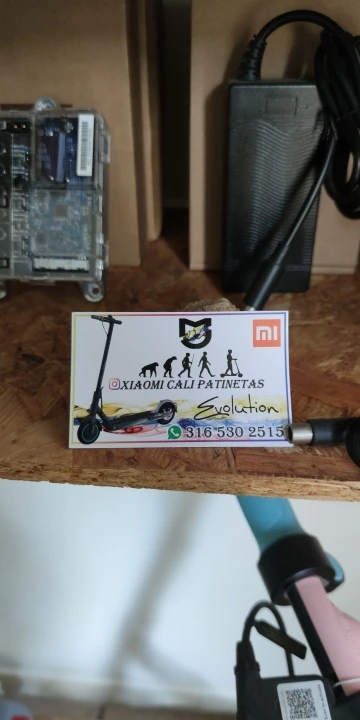 mi
XIAOMI CALI PATINETAS
Evolution
316 530 2515